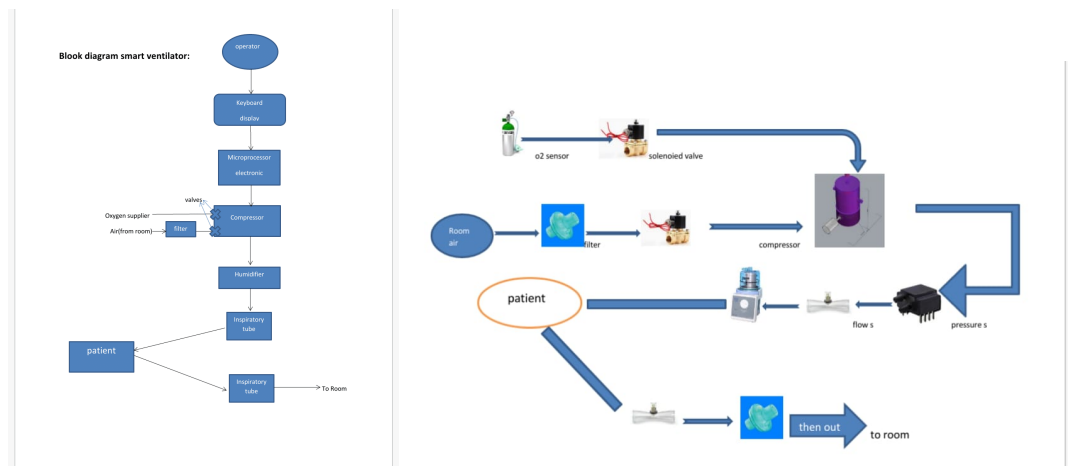 Blook diagram smart ventilator:
operator
Keyboard
display
Microprocessor
electronic
valves
Oxygen supplier
Compressor
Air(from room)
filter
Humidifier
Inspiratory
tube
patient
Inspiratory
tube
To Room
o2 sensor
solenoied valve
Room
air
filter
compressor
patient
flow s
pressure s
then out
to room